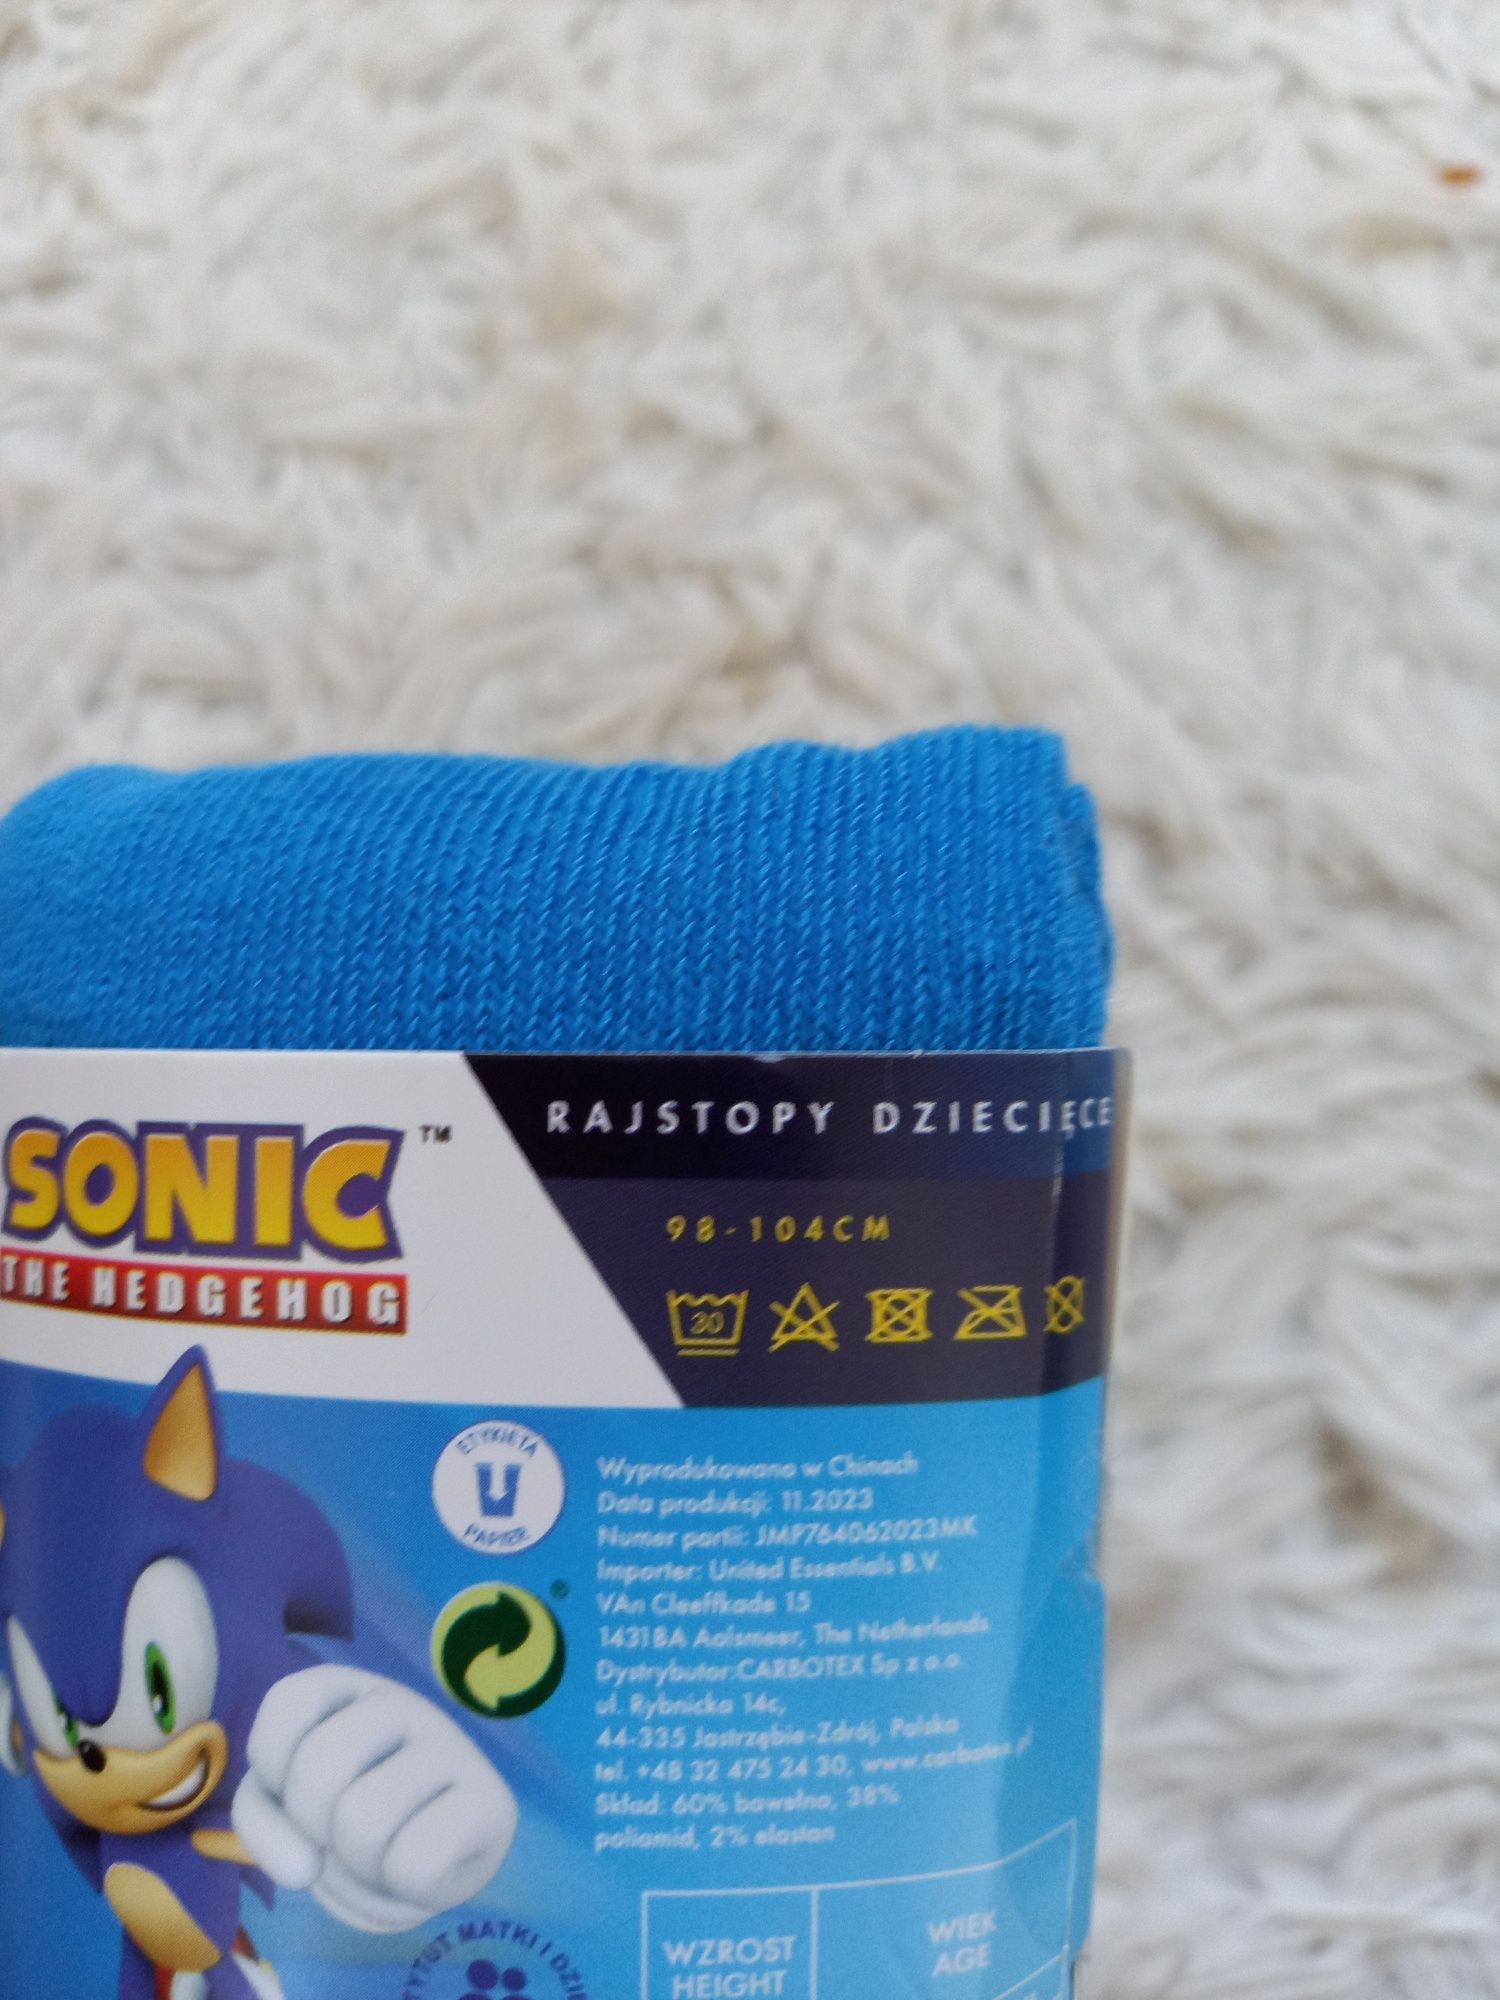 SONIC™
THE HEDGEHOG
RAJSTOPY DZIECIĘCE
98-104CM
30
ETYKIETA
PAPIER
Wyprodukowano w Chinach
Data produkcji: 11.2023
Numer partii: JMP764062023MK
Importer: United Essentials B.V.
VAn Cleeffkade 15
1431BA Aalsmeer, The Netherlands
Dystrybutor:CARBOTEX Sp z o.o.
ul. Rybnicka 14c,
44-335 Jastrzębie-Zdrój, Polska
tel. +48 32 475 24 30, www.carbotex.pl
Skład: 60% bawełna, 38%
poliamid, 2% elastan
WZROST
HEIGHT
WIEK
AGE
MATKI I